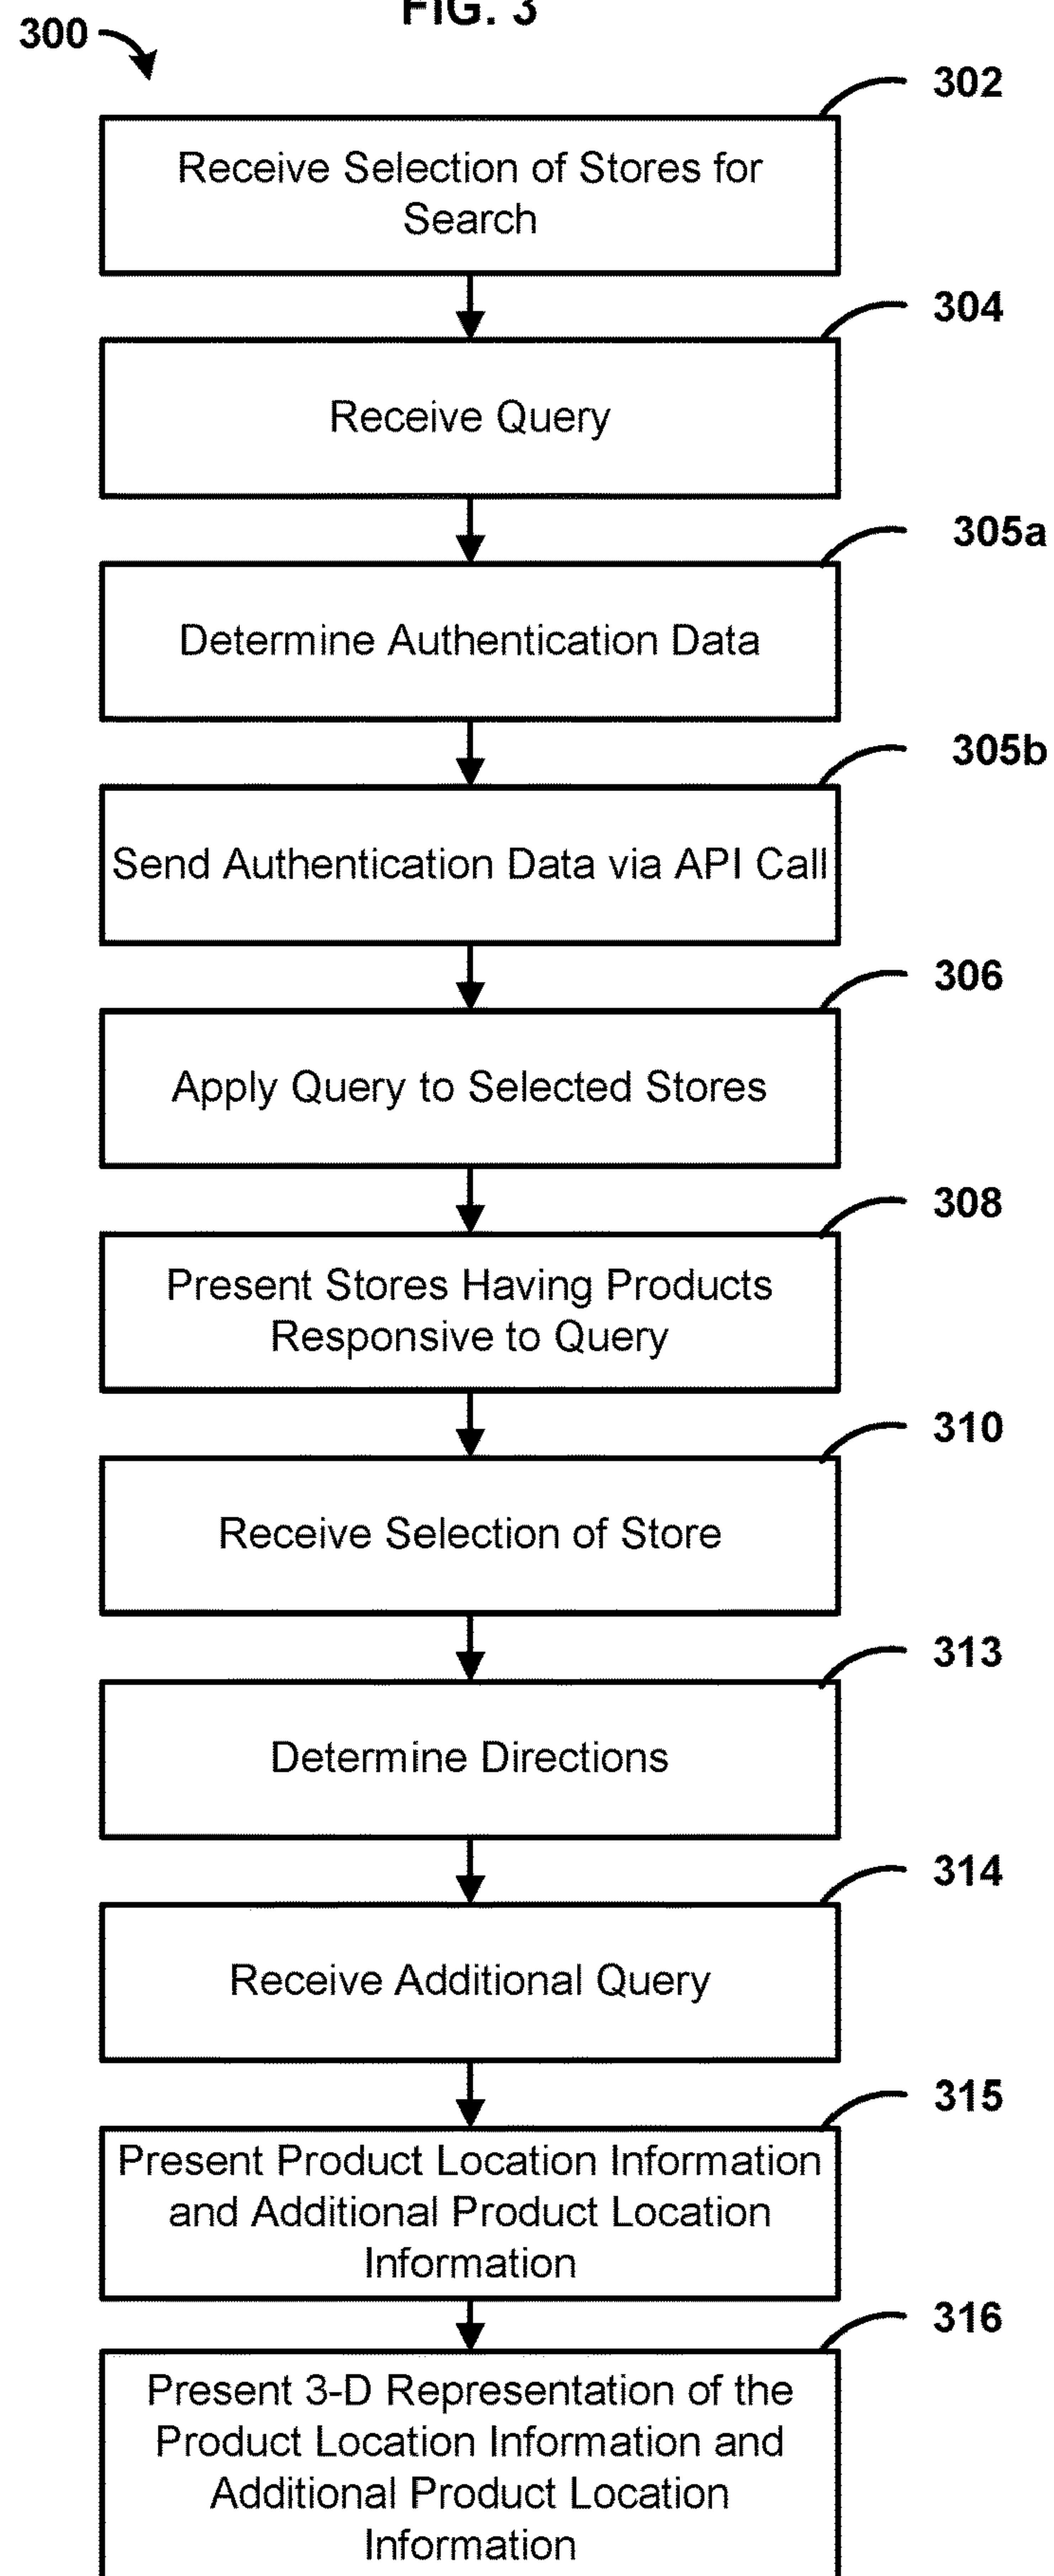 FIG. 3
300
302
Receive Selection of Stores for
Search
304
Receive Query
305a
Determine Authentication Data
305b
Send Authentication Data via API Call
306
Apply Query to Selected Stores
308
Present Stores Having Products
Responsive to Query
310
Receive Selection of Store
313
Determine Directions
314
Receive Additional Query
315
Present Product Location Information
and Additional Product Location
Information
316
Present 3-D Representation of the
Product Location Information and
Additional Product Location
Information